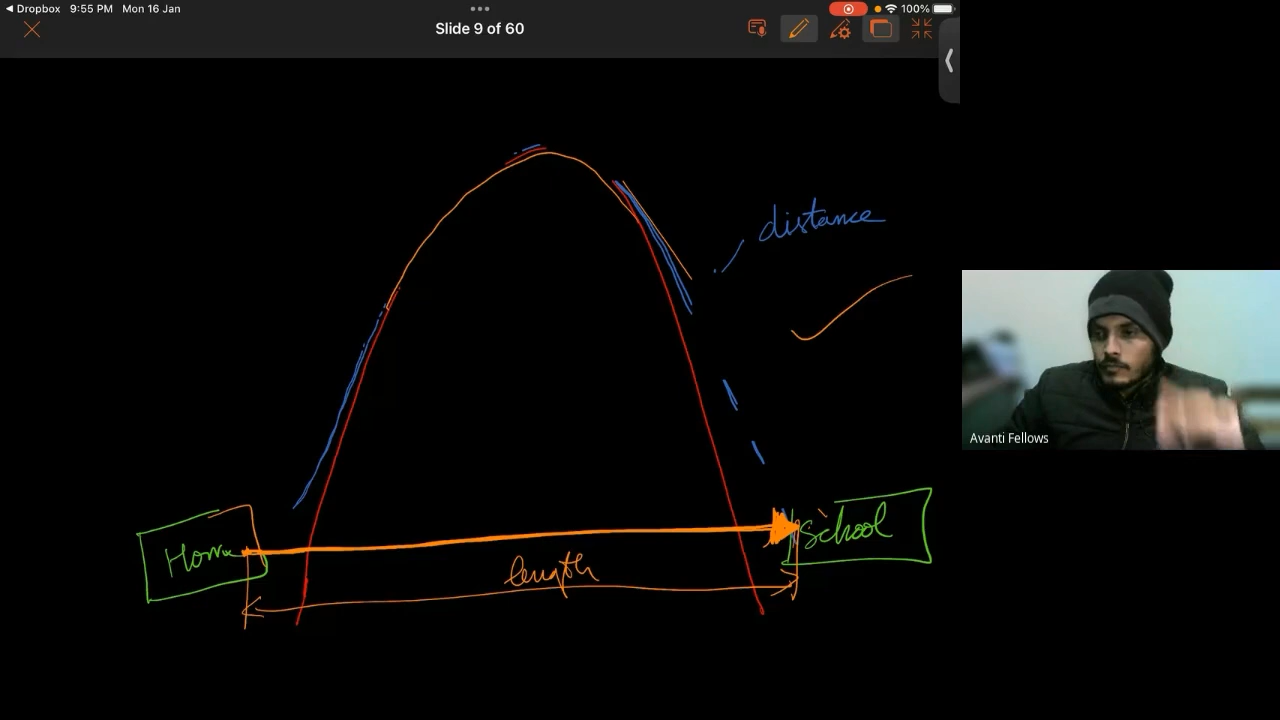 Dropbox 9:55 PM Mon 16 Jan 100%
Slide 9 of 60
distance
Home
School
length
Avanti Fellows